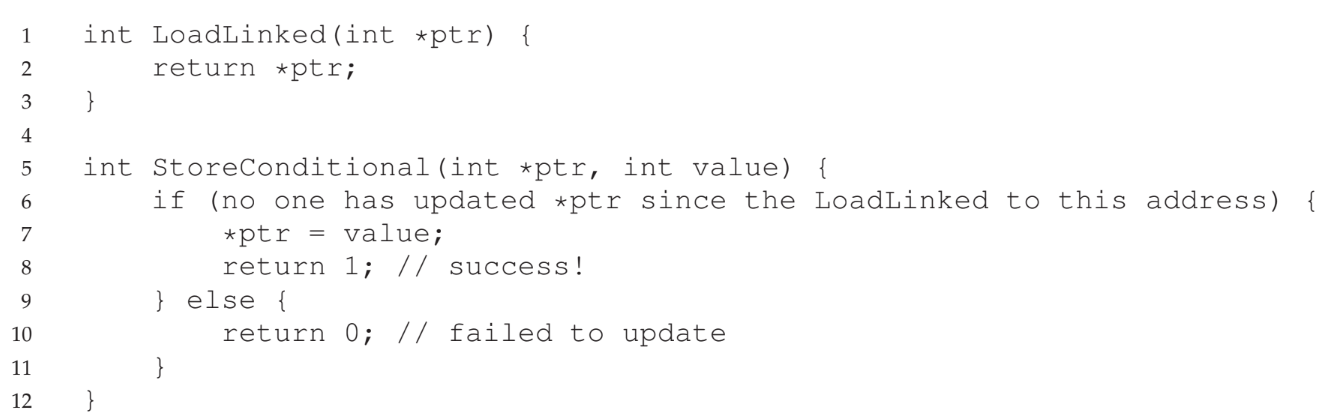 1 int LoadLinked(int *ptr) {
2 return *ptr;
3 }
4
5 int StoreConditional(int *ptr, int value) {
6 if (no one has updated *ptr since the LoadLinked to this address) {
7 *ptr = value;
8 return 1; // success!
9 } else {
10 return 0; // failed to update
11 }
12 }